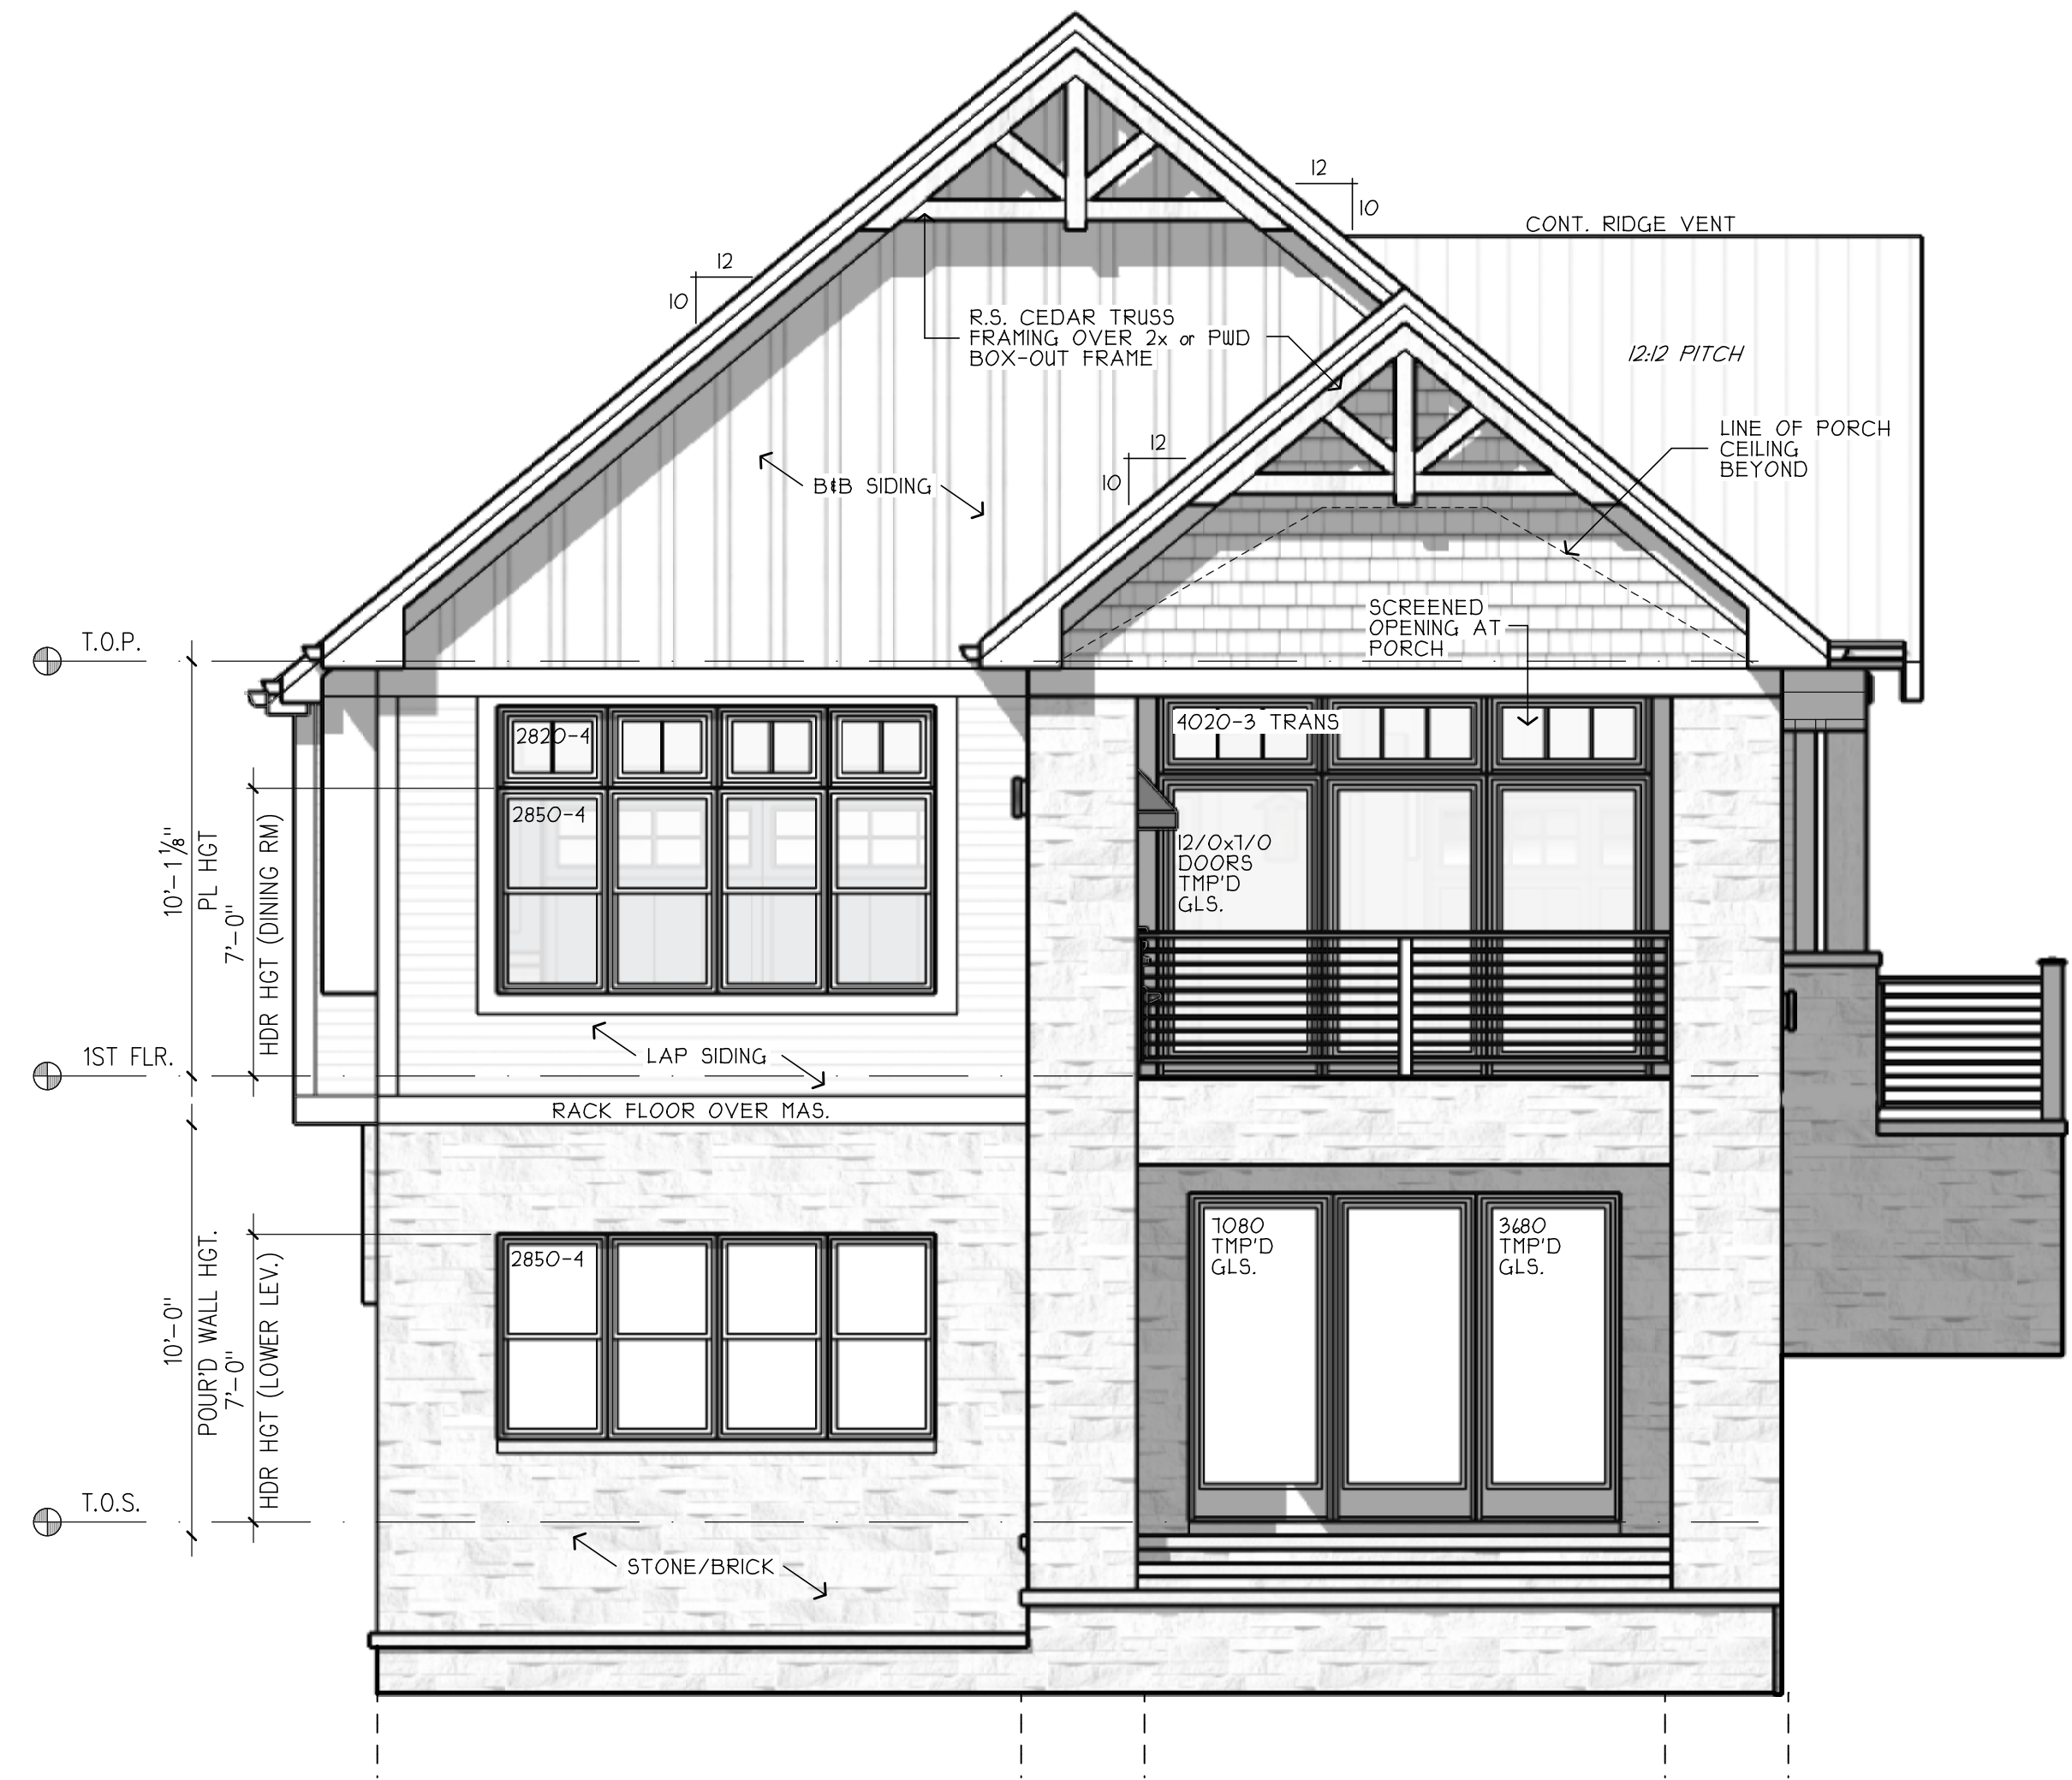 12
10
CONT. RIDGE VENT
12
10
R.S. CEDAR TRUSS
FRAMING OVER 2x or PWD
BOX-OUT FRAME
12:12 PITCH
LINE OF PORCH
CEILING
BEYOND
12
10
B&B SIDING
SCREENED
OPENING AT
PORCH
T.O.P.
2820-4
4020-3 TRANS
2850-4
12/0x7/0
DOORS
TMP'D
GLS.
10'-1 1/8"
PL HGT
7'-0"
HDR HGT (DINING RM)
1ST FLR.
LAP SIDING
RACK FLOOR OVER MAS.
2850-4
7080
TMP'D
GLS.
3680
TMP'D
GLS.
10'-0"
POUR'D WALL HGT.
7'-0"
HDR HGT (LOWER LEV.)
T.O.S.
STONE/BRICK